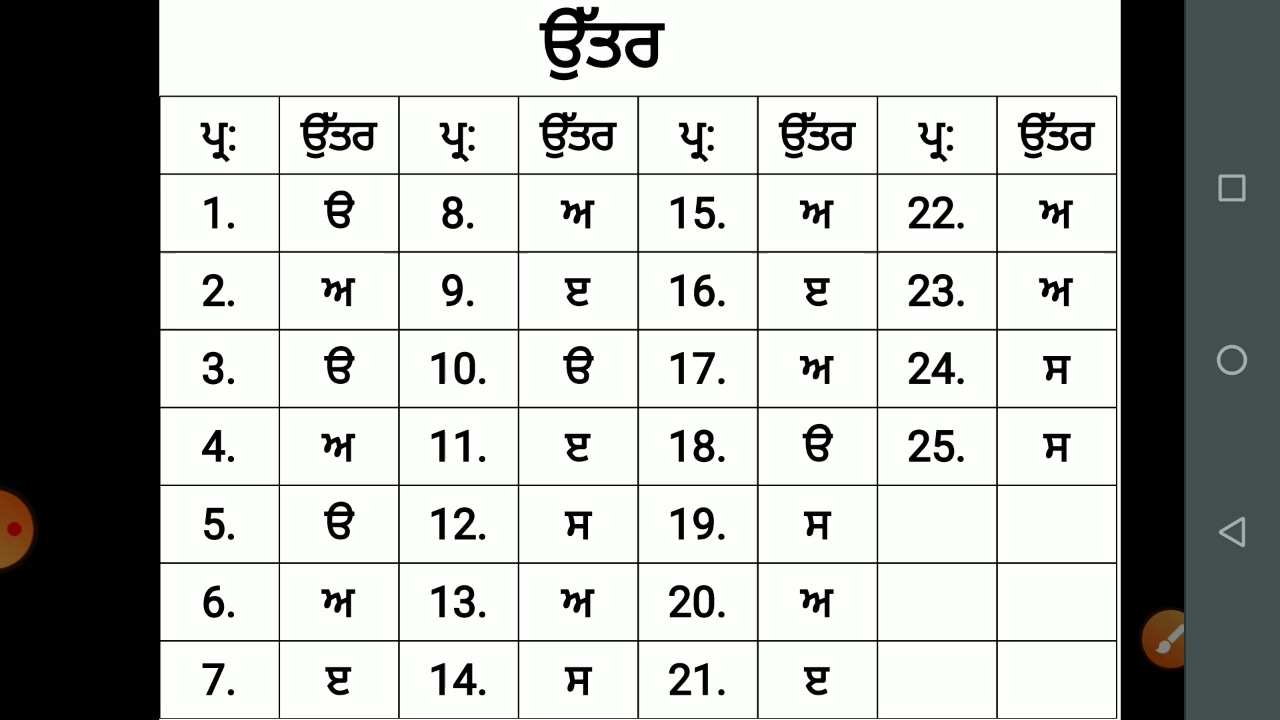 ਉੱਤਰ
ਪ੍ਰ: ਉੱਤਰ ਪ੍ਰ: ਉੱਤਰ ਪ੍ਰ: ਉੱਤਰ ਪ੍ਰ: ਉੱਤਰ
1. ੳ 8. ਅ 15. ਅ 22. ਅ
2. ਅ 9. ੲ 16. ੲ 23. ਅ
3. ੳ 10. ੳ 17. ਅ 24. ਸ
4. ਅ 11. ੲ 18. ੳ 25. ਸ
5. ੳ 12. ਸ 19. ਸ
6. ਅ 13. ਅ 20. ਅ
7. ੲ 14. ਸ 21. ੲ